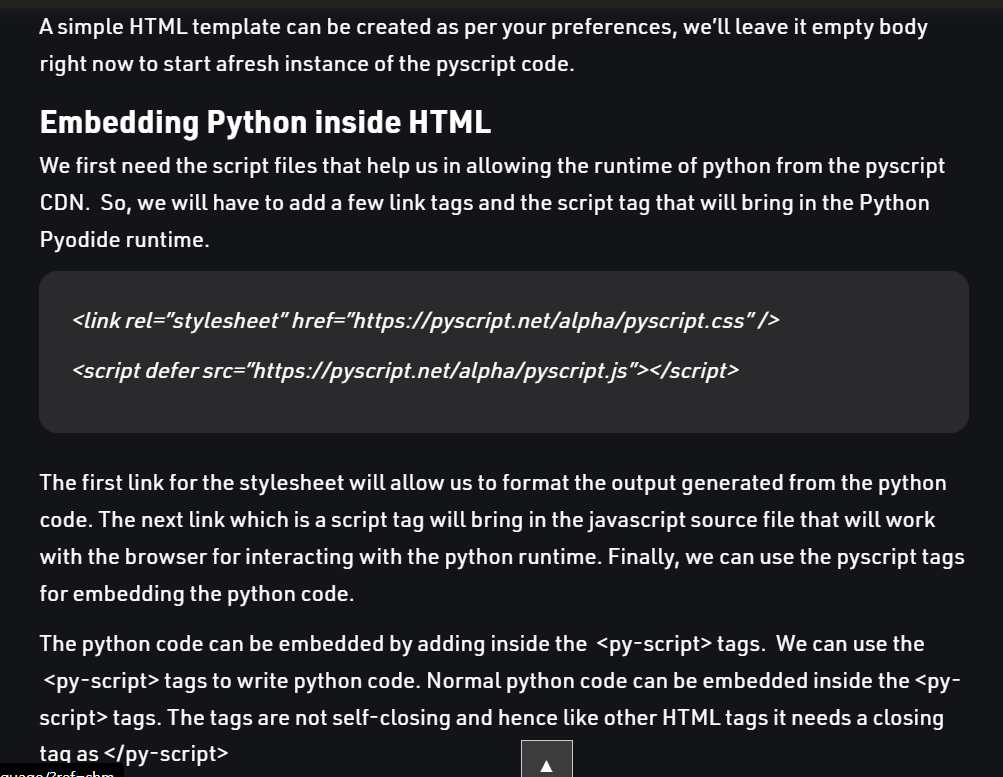 A simple HTML template can be created as per your preferences, we’ll leave it empty body
right now to start afresh instance of the pyscript code.
Embedding Python inside HTML
We first need the script files that help us in allowing the runtime of python from the pyscript
CDN.  So, we will have to add a few link tags and the script tag that will bring in the Python
Pyodide runtime.
<link rel=”stylesheet” href=”https://pyscript.net/alpha/pyscript.css” />
<script defer src=”https://pyscript.net/alpha/pyscript.js”></script>
The first link for the stylesheet will allow us to format the output generated from the python
code. The next link which is a script tag will bring in the javascript source file that will work
with the browser for interacting with the python runtime. Finally, we can use the pyscript tags
for embedding the python code.
The python code can be embedded by adding inside the  <py-script> tags.  We can use the
<py-script> tags to write python code. Normal python code can be embedded inside the <py-
script> tags. The tags are not self-closing and hence like other HTML tags it needs a closing
tag as </py-script>